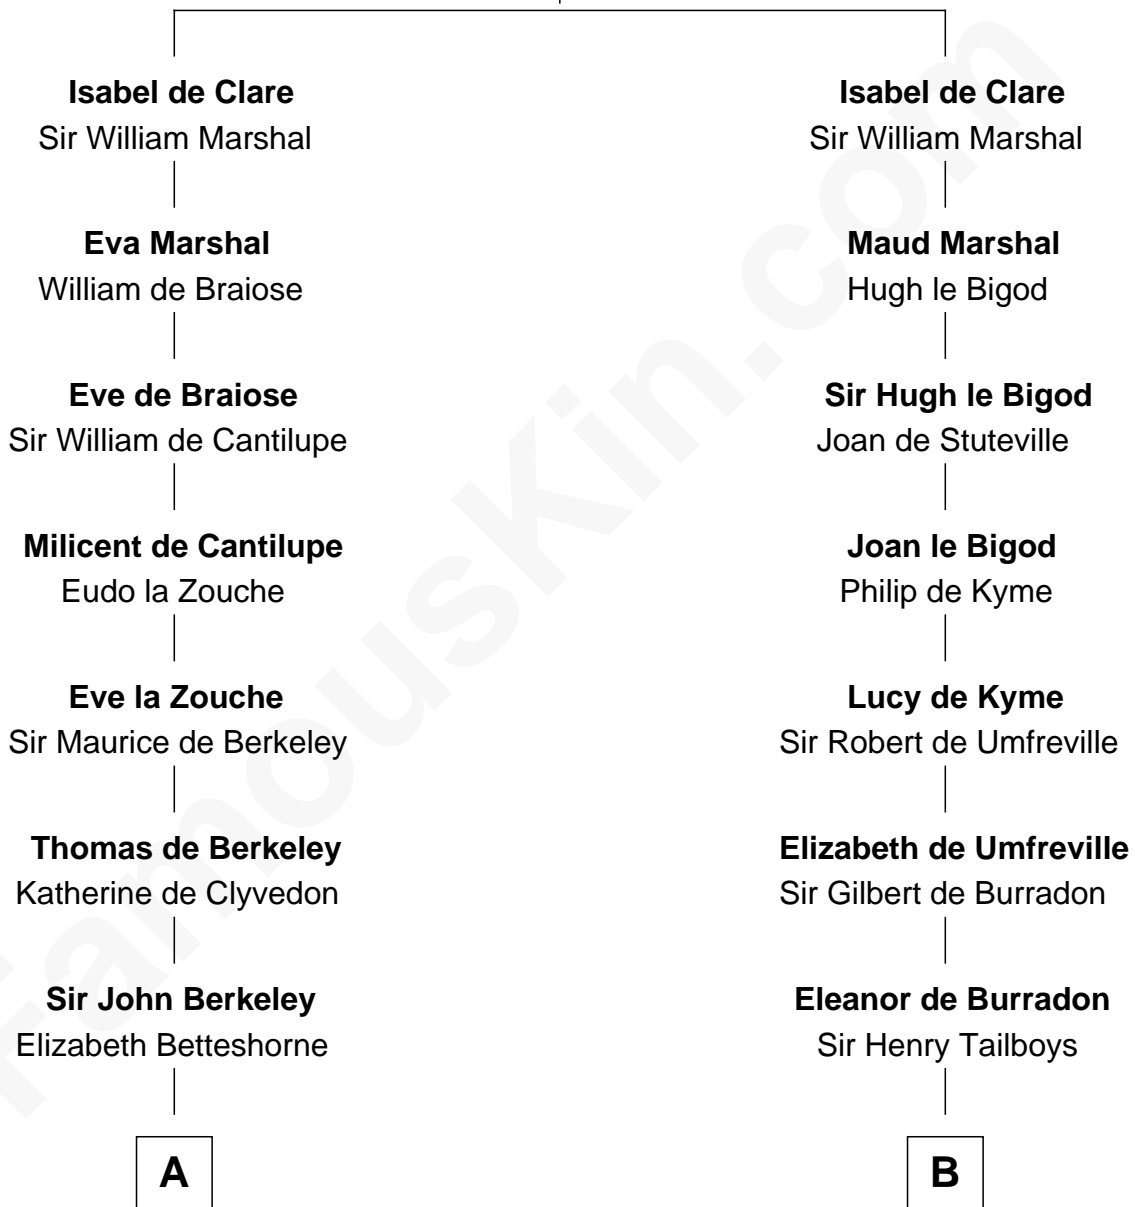 Isabel de Clare
Sir William Marshal
Eva Marshal
William de Braiose
Eve de Braiose
Sir William de Cantilupe
Milicent de Cantilupe
Eudo la Zouche
Eve la Zouche
Sir Maurice de Berkeley
Thomas de Berkeley
Katherine de Clyvedon
Sir John Berkeley
Elizabeth Betteshorne
A
Isabel de Clare
Sir William Marshal
Maud Marshal
Hugh le Bigod
Sir Hugh le Bigod
Joan de Stuteville
Joan le Bigod
Philip de Kyme
Lucy de Kyme
Sir Robert de Umfreville
Elizabeth de Umfreville
Sir Gilbert de Burradon
Eleanor de Burradon
Sir Henry Tailboys
B
FamousKin.com